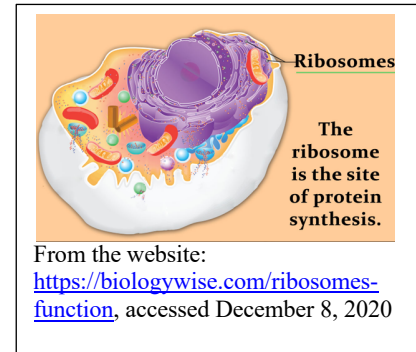 Ribosomes
The
ribosome
is the site
of protein
synthesis.
From the website:
https://biologywise.com/ribosomes-
function, accessed December 8, 2020